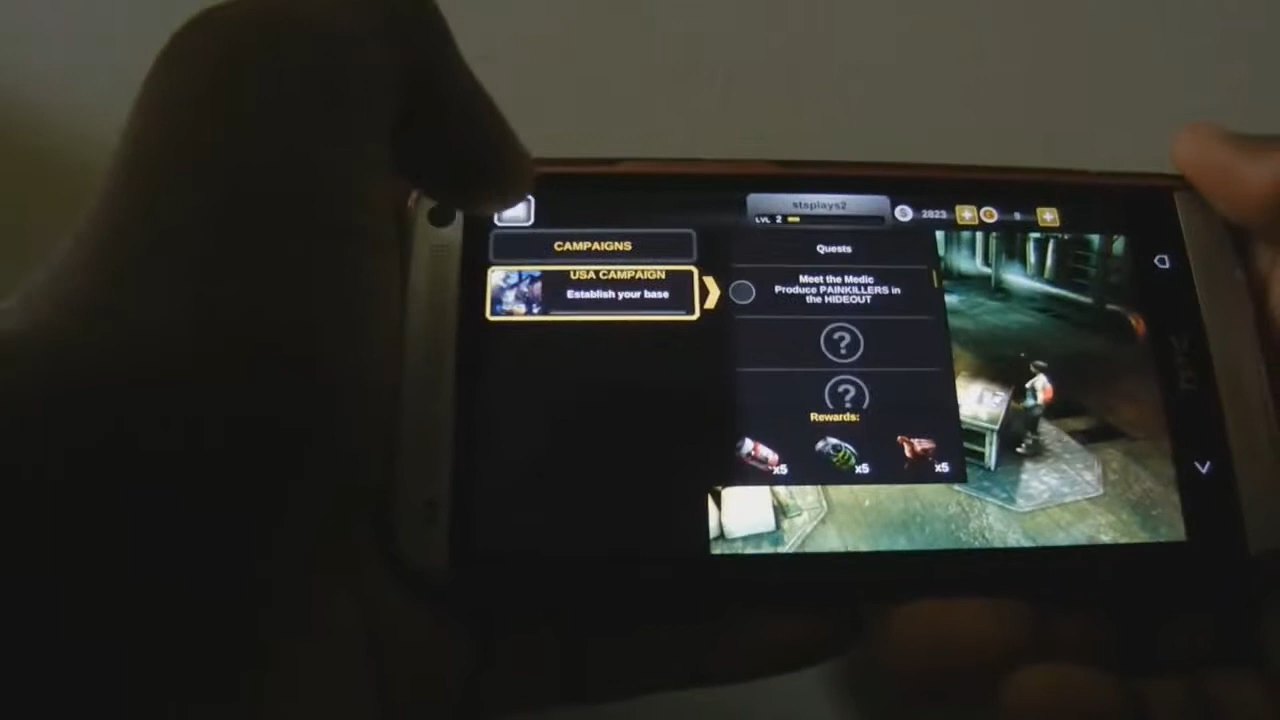 stsplays2
LVL 2
S 2823 + 9 +
CAMPAIGNS
USA CAMPAIGN
Establish your base
Quests
Meet the Medic
Produce PAINKILLERS in
the HIDEOUT
?
?
Rewards:
x5 x5 x5